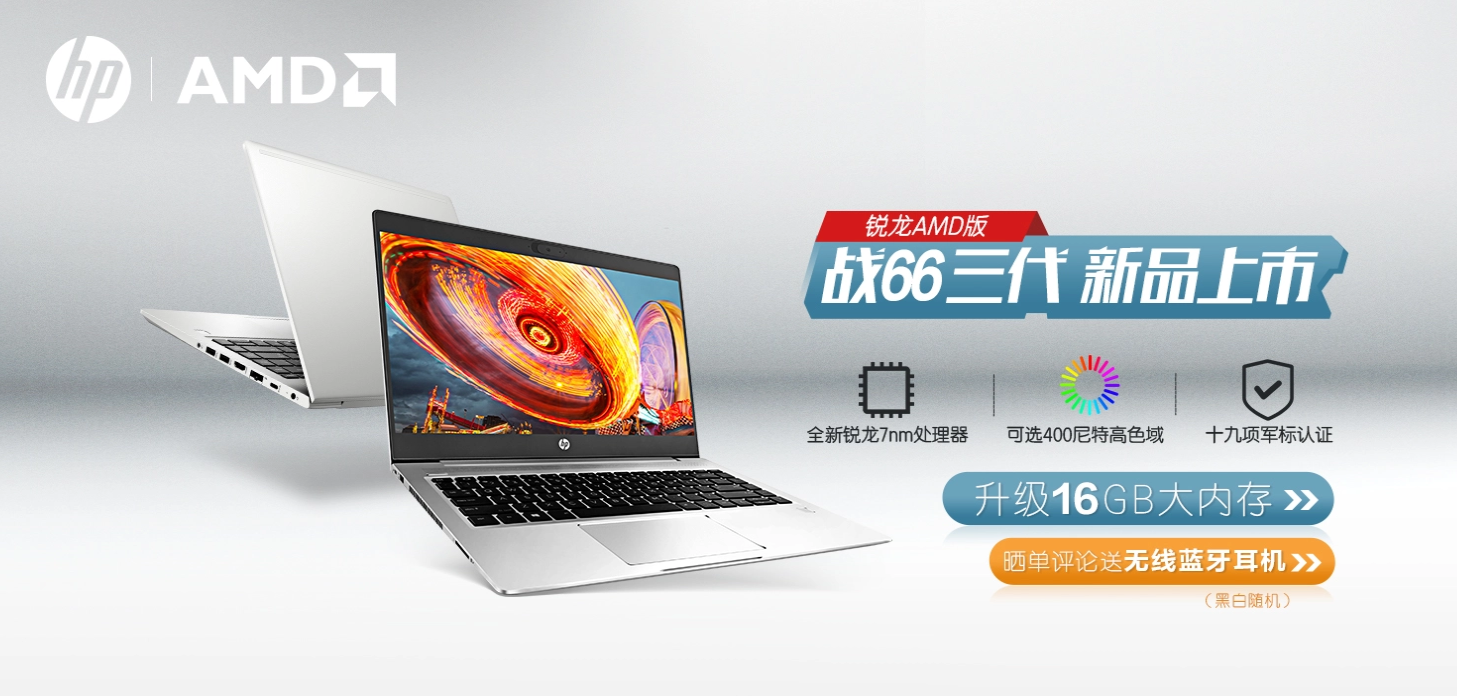 hp AMD
锐龙AMD版
战66三代 新品上市
hp
全新锐龙7nm处理器
可选400尼特高色域
十九项军标认证
升级16GB大内存
晒单评论送无线蓝牙耳机
（黑白随机）